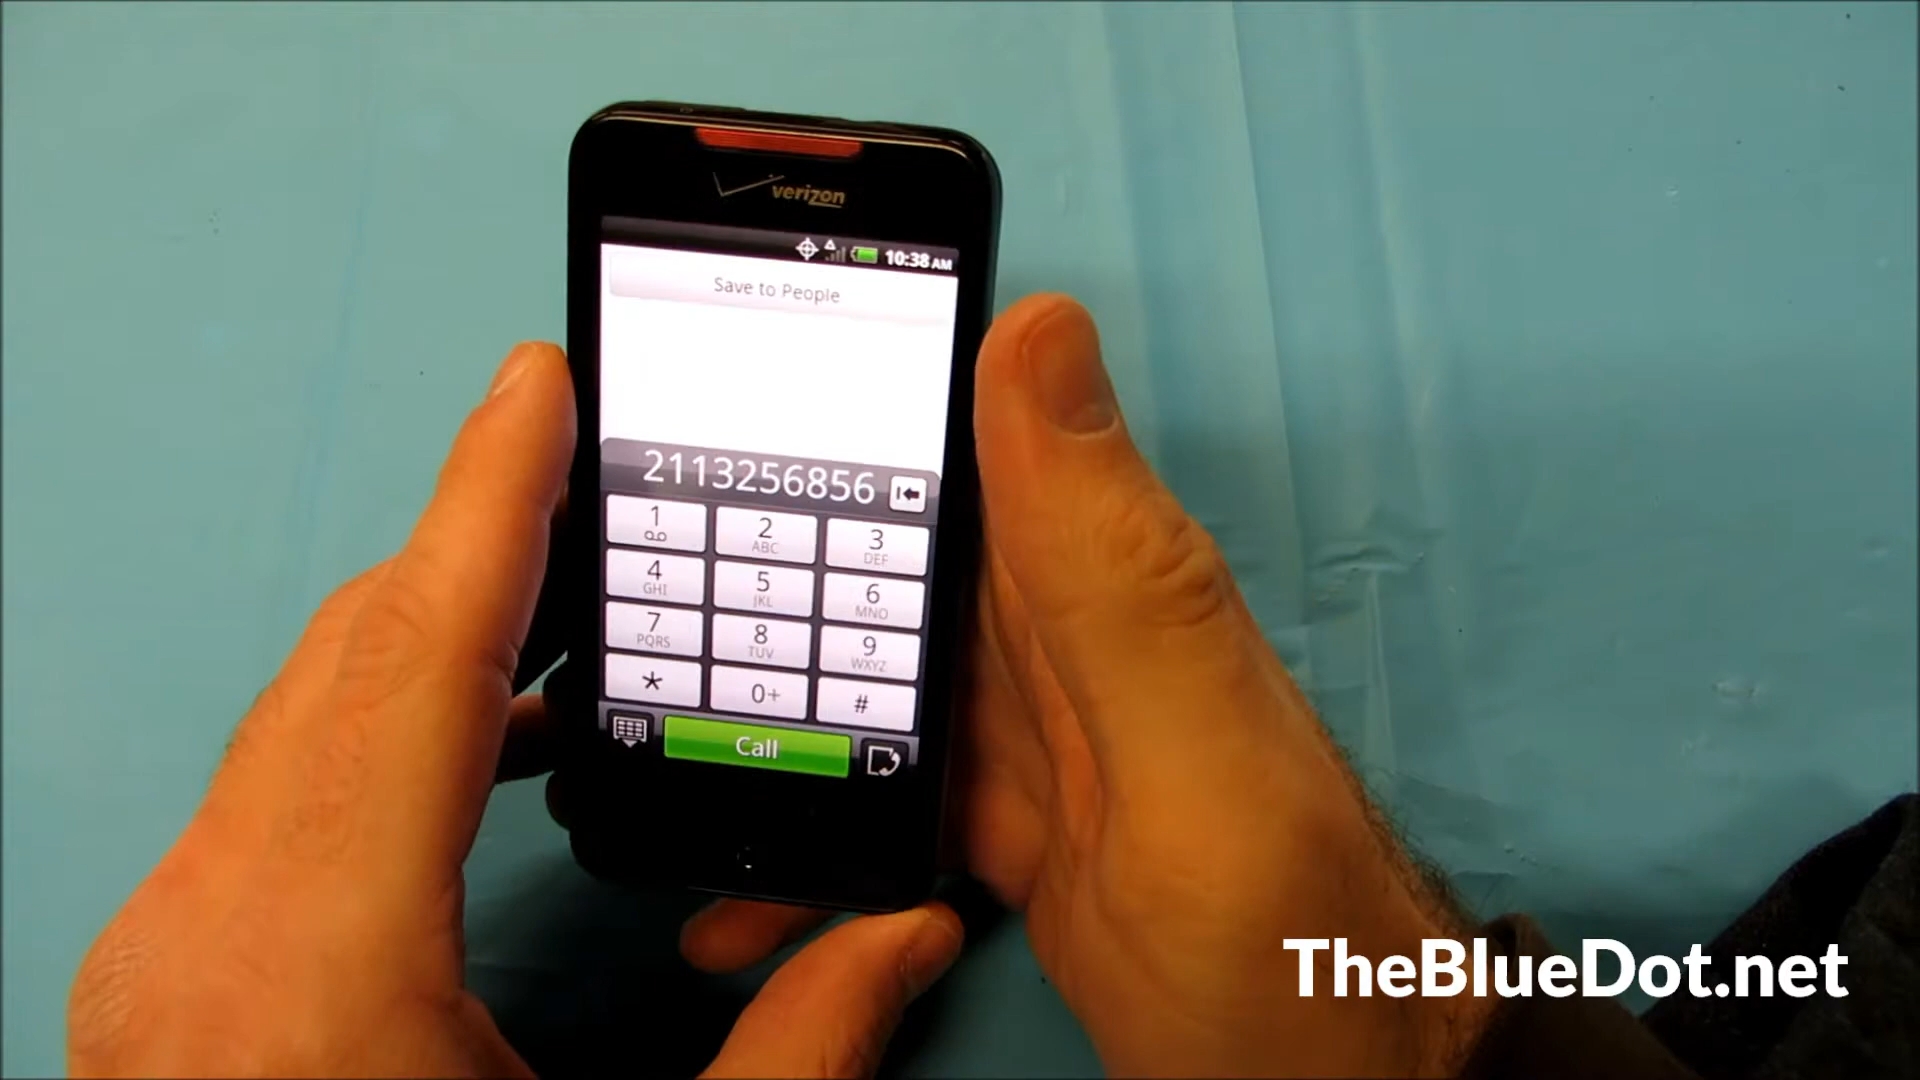 verizon
10:38 AM
Save to People
2113256856
1
2 ABC
3 DEF
4 GHI
5 JKL
6 MNO
7 PQRS
8 TUV
9 WXYZ
*
0+
#
Call
TheBlueDot.net